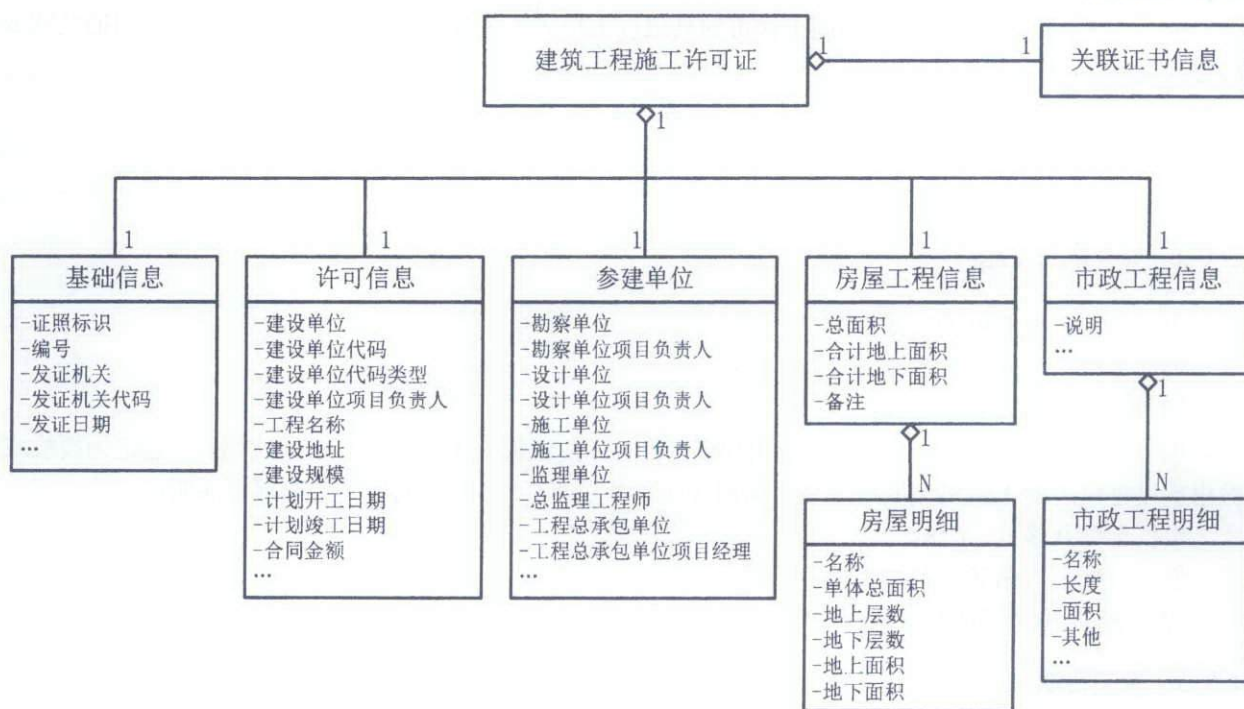 建筑工程施工许可证
1
1
关联证书信息
1
1
1
1
1
1
基础信息
-证照标识
-编号
-发证机关
-发证机关代码
-发证日期
…
许可信息
-建设单位
-建设单位代码
-建设单位代码类型
-建设单位项目负责人
-工程名称
-建设地址
-建设规模
-计划开工日期
-计划竣工日期
-合同金额
…
参建单位
-勘察单位
-勘察单位项目负责人
-设计单位
-设计单位项目负责人
-施工单位
-施工单位项目负责人
-监理单位
-总监理工程师
-工程总承包单位
-工程总承包单位项目经理
…
房屋工程信息
-总面积
-合计地上面积
-合计地下面积
-备注
1
N
房屋明细
-名称
-单体总面积
-地上层数
-地下层数
-地上面积
-地下面积
市政工程信息
-说明
…
1
N
市政工程明细
-名称
-长度
-面积
-其他
…